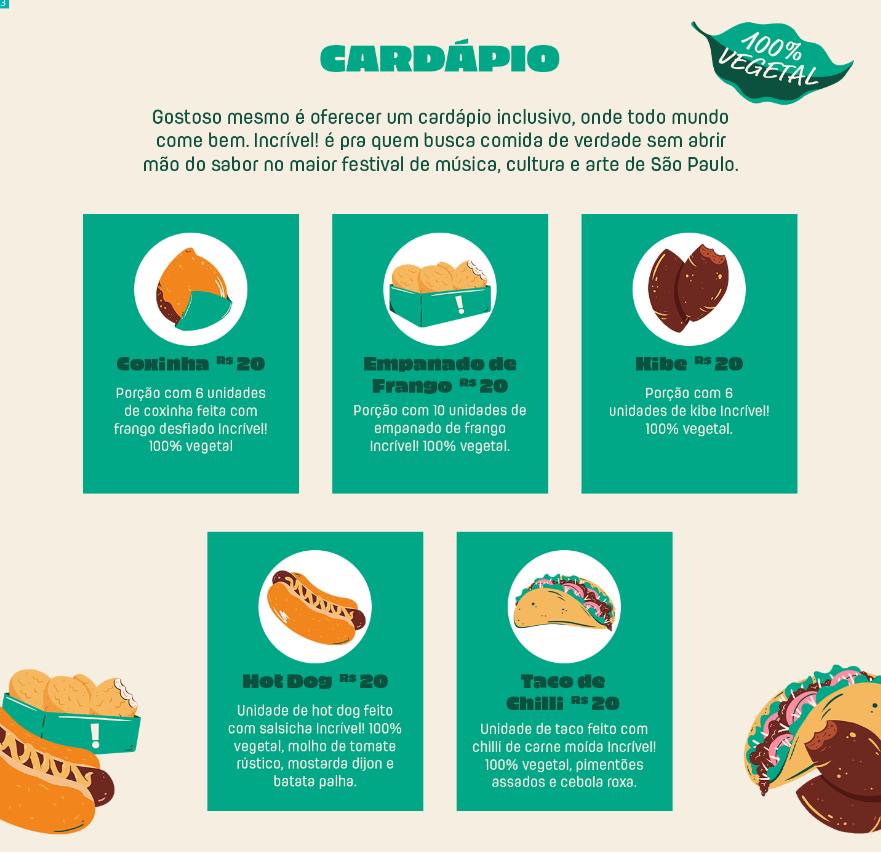 3
CARDÁPIO
100%
VEGETAL
Gostoso mesmo é oferecer um cardápio inclusivo, onde todo mundo
come bem. Incrível! é pra quem busca comida de verdade sem abrir
mão do sabor no maior festival de música, cultura e arte de São Paulo.
Coxinha R$ 20
Porção com 6 unidades
de coxinha feita com
frango desfiado Incrível!
100% vegetal
Empanado de
Frango R$ 20
Porção com 10 unidades de
empanado de frango
Incrível! 100% vegetal.
Kibe R$ 20
Porção com 6
unidades de kibe Incrível!
100% vegetal.
Hot Dog R$ 20
Unidade de hot dog feito
com salsicha Incrível! 100%
vegetal, molho de tomate
rústico, mostarda dijon e
batata palha.
Taco de
Chilli R$ 20
Unidade de taco feito com
chilli de carne moída Incrível!
100% vegetal, pimentões
assados e cebola roxa.